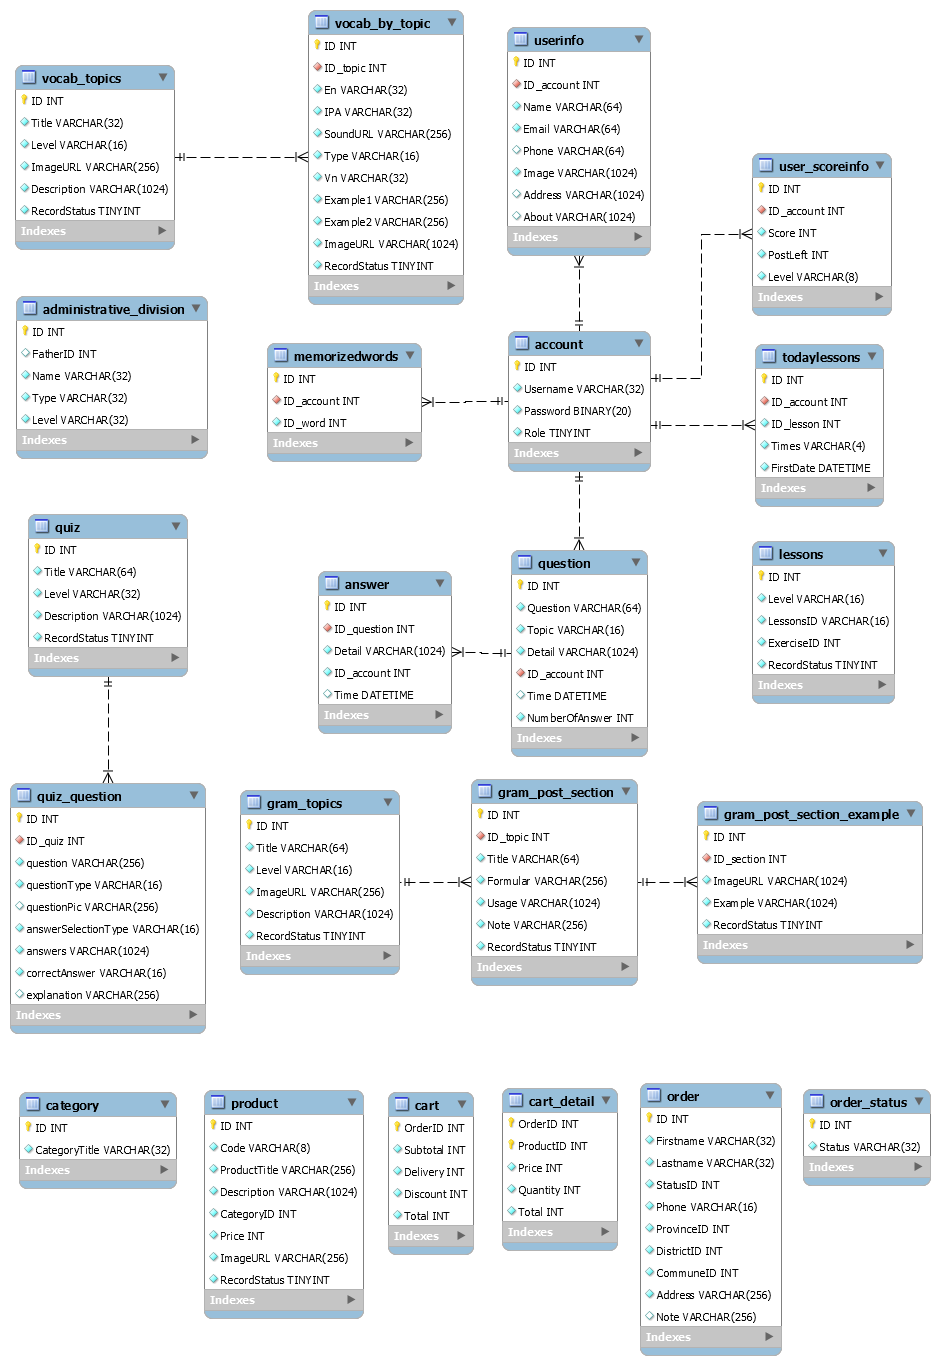 vocab_topics
ID INT
Title VARCHAR(32)
Level VARCHAR(16)
ImageURL VARCHAR(256)
Description VARCHAR(1024)
RecordStatus TINYINT
Indexes
vocab_by_topic
ID INT
ID_topic INT
En VARCHAR(32)
IPA VARCHAR(32)
SoundURL VARCHAR(256)
Type VARCHAR(16)
Vn VARCHAR(32)
Example1 VARCHAR(256)
Example2 VARCHAR(256)
ImageURL VARCHAR(1024)
RecordStatus TINYINT
Indexes
userinfo
ID INT
ID_account INT
Name VARCHAR(64)
Email VARCHAR(64)
Phone VARCHAR(64)
Image VARCHAR(1024)
Address VARCHAR(1024)
About VARCHAR(1024)
Indexes
user_scoreinfo
ID INT
ID_account INT
Score INT
PostLeft INT
Level VARCHAR(8)
Indexes
administrative_division
ID INT
FatherID INT
Name VARCHAR(32)
Type VARCHAR(32)
Level VARCHAR(32)
Indexes
memorizedwords
ID INT
ID_account INT
ID_word INT
Indexes
account
ID INT
Username VARCHAR(32)
Password BINARY(20)
Role TINYINT
Indexes
todaylessons
ID INT
ID_account INT
ID_lesson INT
Times VARCHAR(4)
FirstDate DATETIME
Indexes
quiz
ID INT
Title VARCHAR(64)
Level VARCHAR(32)
Description VARCHAR(1024)
RecordStatus TINYINT
Indexes
answer
ID INT
ID_question INT
Detail VARCHAR(1024)
ID_account INT
Time DATETIME
Indexes
question
ID INT
Question VARCHAR(64)
Topic VARCHAR(16)
Detail VARCHAR(1024)
ID_account INT
Time DATETIME
NumberOfAnswer INT
Indexes
lessons
ID INT
Level VARCHAR(16)
LessonsID VARCHAR(16)
ExerciseID INT
RecordStatus TINYINT
Indexes
quiz_question
ID INT
ID_quiz INT
question VARCHAR(256)
questionType VARCHAR(16)
questionPic VARCHAR(256)
answerSelectionType VARCHAR(16)
answers VARCHAR(1024)
correctAnswer VARCHAR(16)
explanation VARCHAR(256)
Indexes
gram_topics
ID INT
Title VARCHAR(64)
Level VARCHAR(16)
ImageURL VARCHAR(256)
Description VARCHAR(1024)
RecordStatus TINYINT
Indexes
gram_post_section
ID INT
ID_topic INT
Title VARCHAR(64)
Formular VARCHAR(256)
Usage VARCHAR(1024)
Note VARCHAR(256)
RecordStatus TINYINT
Indexes
gram_post_section_example
ID INT
ID_section INT
ImageURL VARCHAR(1024)
Example VARCHAR(1024)
RecordStatus TINYINT
Indexes
category
ID INT
CategoryTitle VARCHAR(32)
Indexes
product
ID INT
Code VARCHAR(8)
ProductTitle VARCHAR(256)
Description VARCHAR(1024)
CategoryID INT
Price INT
ImageURL VARCHAR(256)
RecordStatus TINYINT
Indexes
cart
OrderID INT
Subtotal INT
Delivery INT
Discount INT
Total INT
Indexes
cart_detail
OrderID INT
ProductID INT
Price INT
Quantity INT
Total INT
Indexes
order
ID INT
Firstname VARCHAR(32)
Lastname VARCHAR(32)
StatusID INT
Phone VARCHAR(16)
ProvinceID INT
DistrictID INT
CommuneID INT
Address VARCHAR(256)
Note VARCHAR(256)
Indexes
order_status
ID INT
Status VARCHAR(32)
Indexes